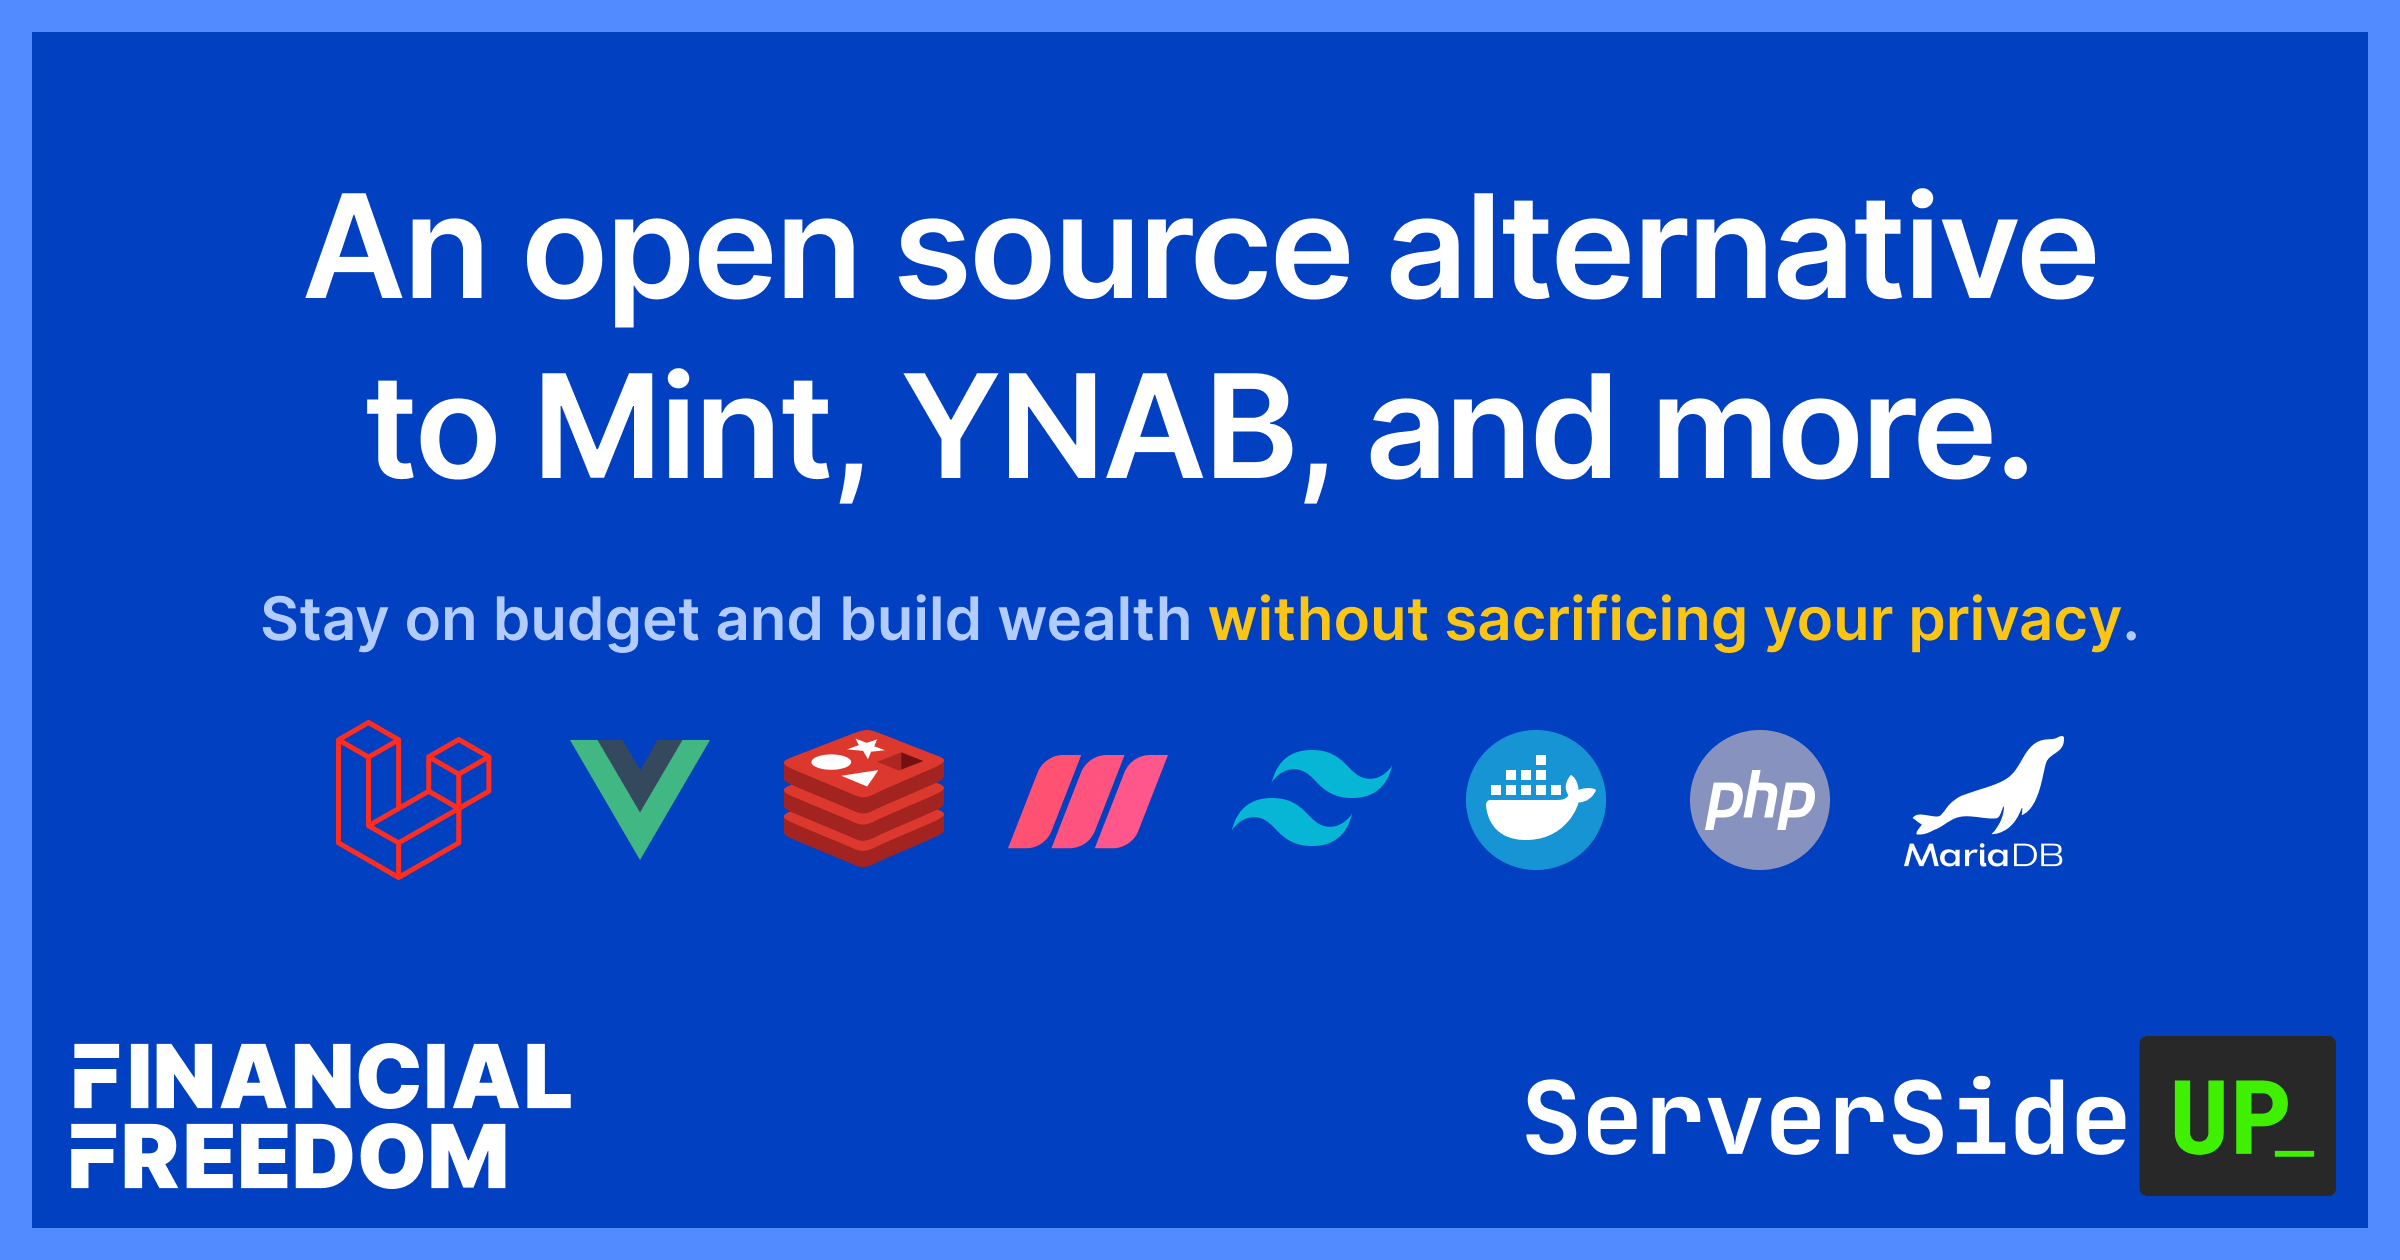 An open source alternative
to Mint, YNAB, and more.
Stay on budget and build wealth without sacrificing your privacy.
php
MariaDB
FINANCIAL
FREEDOM
ServerSide UP_